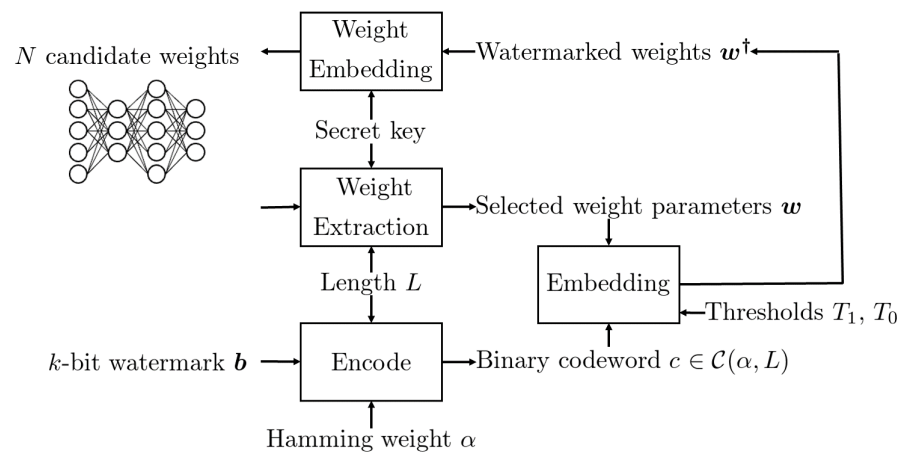 Weight
Embedding
N candidate weights
Watermarked weights w†
Secret key
Weight
Extraction
Selected weight parameters w
Embedding
Length L
Thresholds T₁, T₀
k-bit watermark b
Encode
Binary codeword c ∈ C(α, L)
Hamming weight α